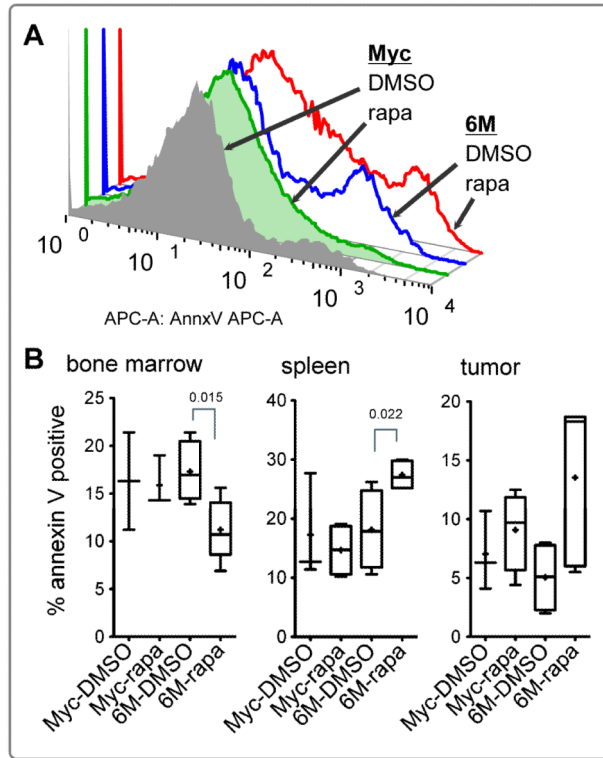 A
Myc
DMSO
rapa
6M
DMSO
rapa
10 0
10 1
10 2
10 3
10 4
APC-A: AnnxV APC-A
B
bone marrow
spleen
tumor
% annexin V positive
25
20
15
10
5
0
0.015
Myc-DMSO
Myc-rapa
6M-DMSO
6M-rapa
40
30
20
10
0
0.022
Myc-DMSO
Myc-rapa
6M-DMSO
6M-rapa
20
15
10
5
0
Myc-DMSO
Myc-rapa
6M-DMSO
6M-rapa